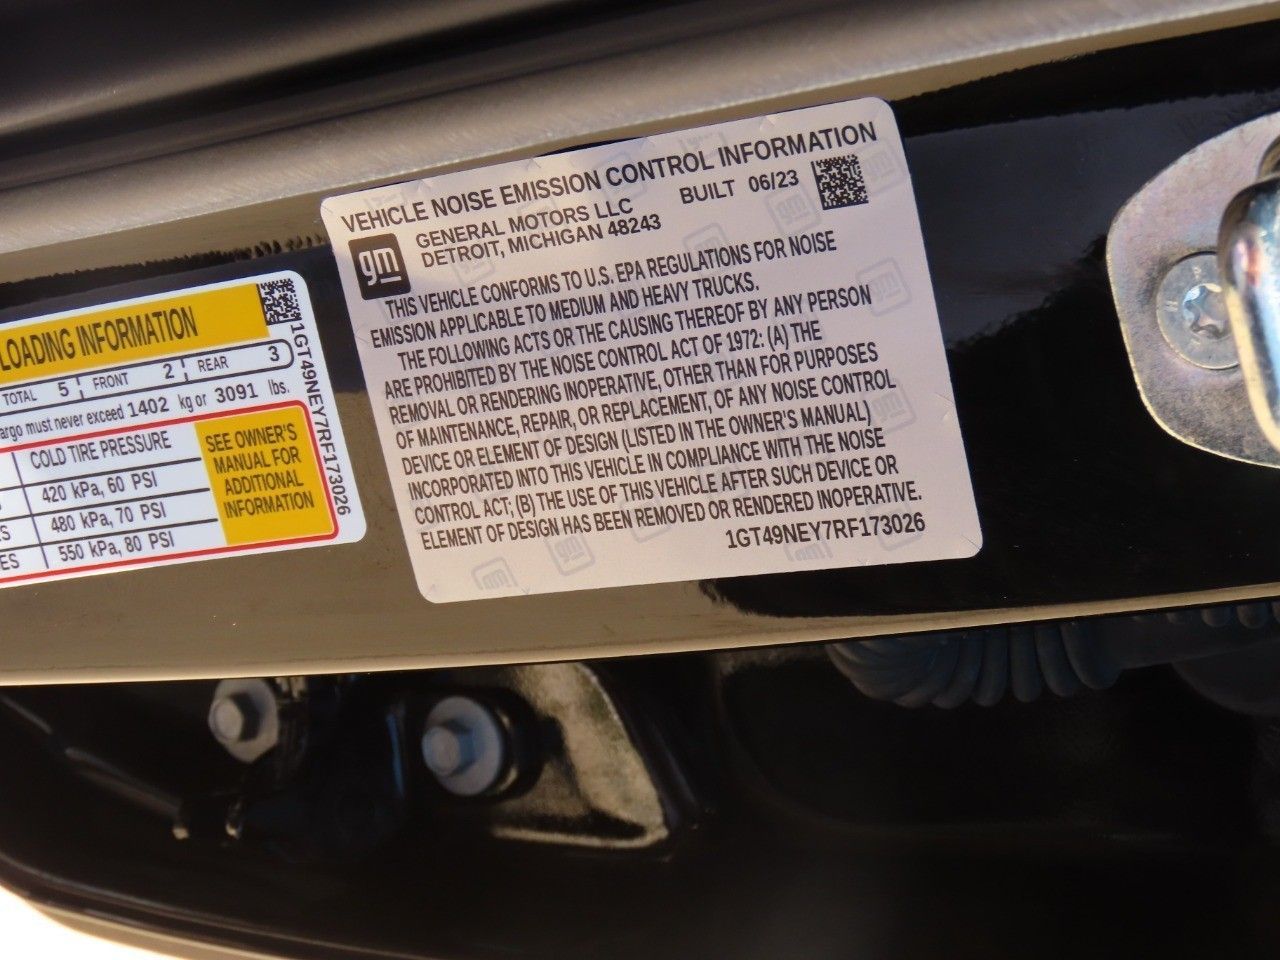 LOADING INFORMATION
TOTAL 5 FRONT 2 REAR 3
cargo must never exceed 1402 kg or 3091 lbs.
COLD TIRE PRESSURE
420 kPa, 60 PSI
480 kPa, 70 PSI
550 kPa, 80 PSI
SEE OWNER'S
MANUAL FOR
ADDITIONAL
INFORMATION
1GT49NEY7RF173026
VEHICLE NOISE EMISSION CONTROL INFORMATION
gm
GENERAL MOTORS LLC BUILT 06/23
DETROIT, MICHIGAN 48243
THIS VEHICLE CONFORMS TO U.S. EPA REGULATIONS FOR NOISE
EMISSION APPLICABLE TO MEDIUM AND HEAVY TRUCKS.
THE FOLLOWING ACTS OR THE CAUSING THEREOF BY ANY PERSON
ARE PROHIBITED BY THE NOISE CONTROL ACT OF 1972: (A) THE
REMOVAL OR RENDERING INOPERATIVE, OTHER THAN FOR PURPOSES
OF MAINTENANCE, REPAIR, OR REPLACEMENT, OF ANY NOISE CONTROL
DEVICE OR ELEMENT OF DESIGN (LISTED IN THE OWNER'S MANUAL)
INCORPORATED INTO THIS VEHICLE IN COMPLIANCE WITH THE NOISE
CONTROL ACT; (B) THE USE OF THIS VEHICLE AFTER SUCH DEVICE OR
ELEMENT OF DESIGN HAS BEEN REMOVED OR RENDERED INOPERATIVE.
1GT49NEY7RF173026